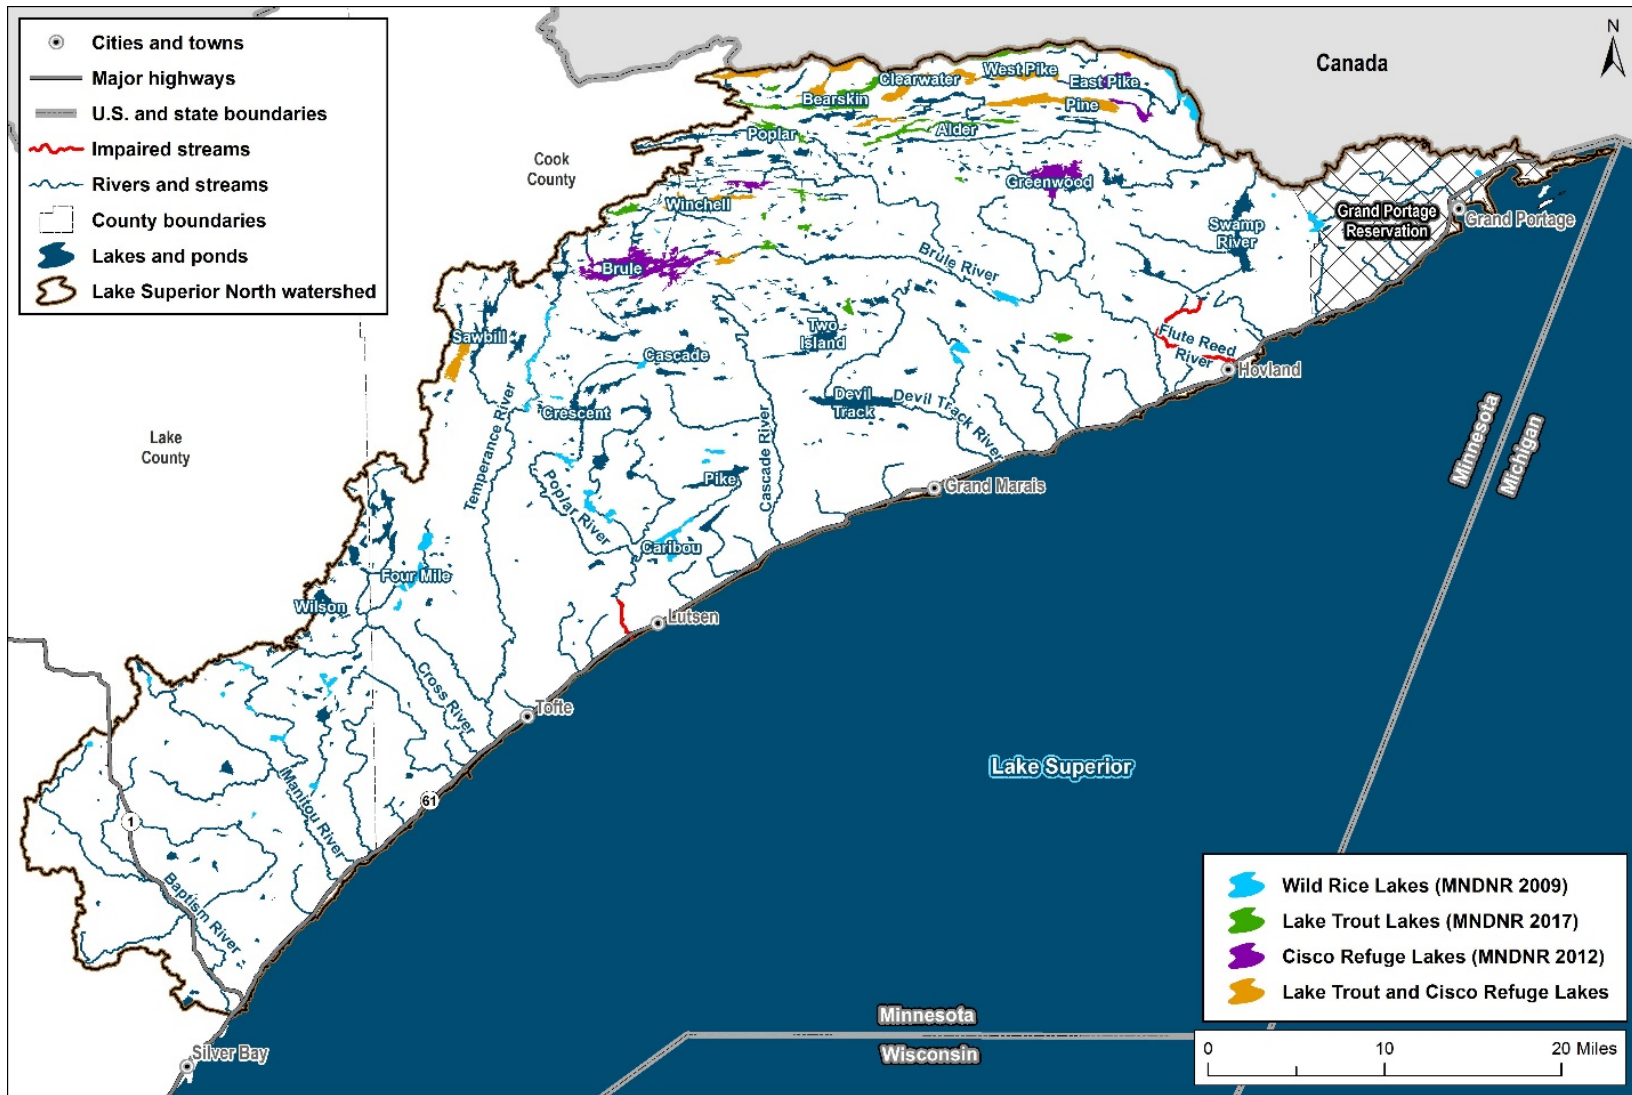 Cities and towns
Major highways
U.S. and state boundaries
Impaired streams
Rivers and streams
County boundaries
Lakes and ponds
Lake Superior North watershed
N
Canada
Clearwater
West Pike
East Pike
Bearskin
Pine
Poplar
Alder
Cook
County
Greenwood
Winchell
Grand Portage
Reservation
Grand Portage
Swamp
River
Brule
Brule River
Sawbill
Two
Island
Flute Reed
River
Cascade
Hovland
Crescent
Devil
Track
Devil Track River
Temperance River
Cascade River
Lake
County
Minnesota
Michigan
Pike
Poplar River
Grand Marais
Caribou
Four Mile
Wilson
Lutsen
Cross River
Tofte
Lake Superior
61
Manitou River
1
Baptism River
Wild Rice Lakes (MNDNR 2009)
Lake Trout Lakes (MNDNR 2017)
Cisco Refuge Lakes (MNDNR 2012)
Lake Trout and Cisco Refuge Lakes
Minnesota
Wisconsin
Silver Bay
0
10
20 Miles